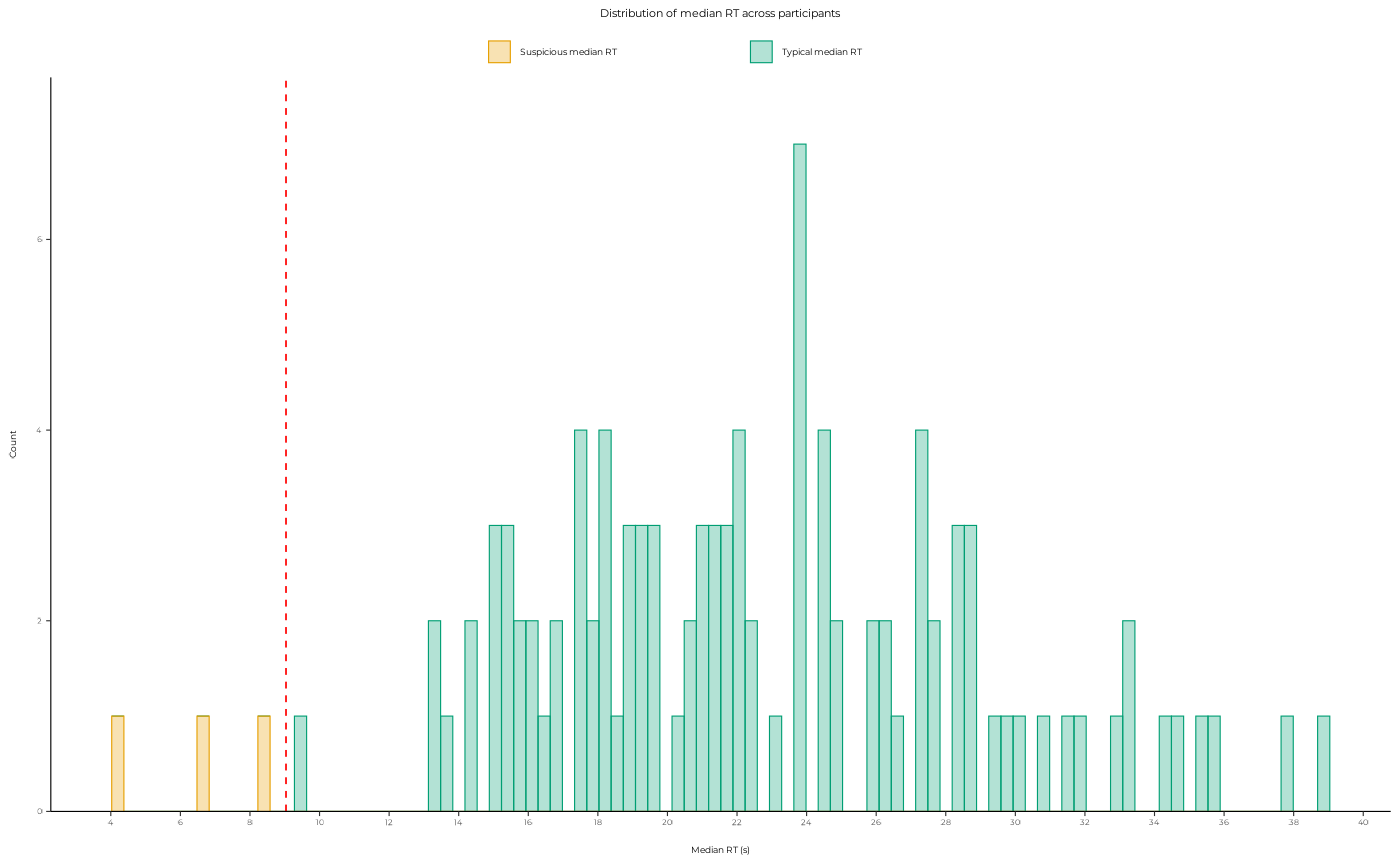 Distribution of median RT across participants
Suspicious median RT
Typical median RT
6
4
2
0
Count
4 6 8 10 12 14 16 18 20 22 24 26 28 30 32 34 36 38 40
Median RT (s)